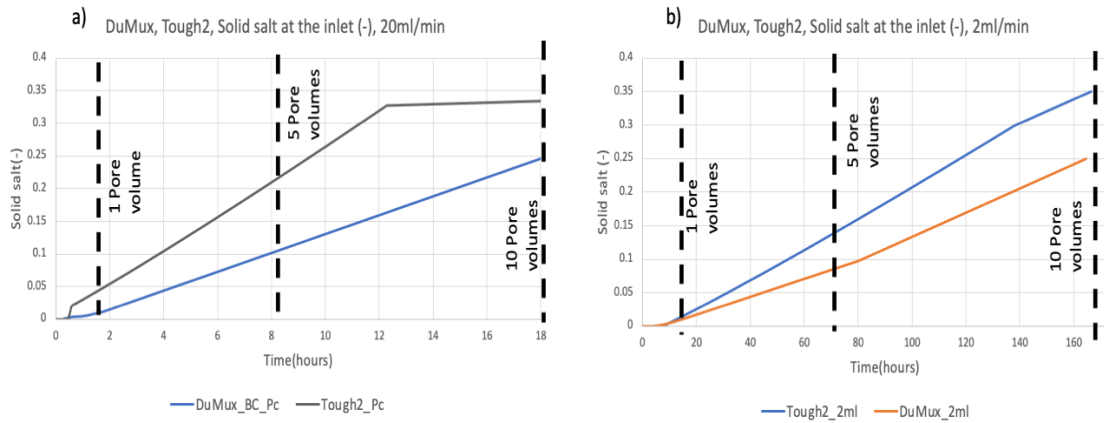 a)
DuMux, Tough2, Solid salt at the inlet (-), 20ml/min
0.4
0.35
0.3
0.25
0.2
0.15
0.1
0.05
0
Solid salt(-)
1 Pore
volume
5 Pore
volumes
10 Pore
volumes
0 2 4 6 8 10 12 14 16 18
Time(hours)
DuMux_BC_Pc Tough2_Pc
b)
DuMux, Tough2, Solid salt at the inlet (-), 2ml/min
0.4
0.35
0.3
0.25
0.2
0.15
0.1
0.05
0
Solid salt (-)
1 Pore
volumes
5 Pore
volumes
10 Pore
volumes
0 20 40 60 80 100 120 140 160
Time(hours)
Tough2_2ml DuMux_2ml